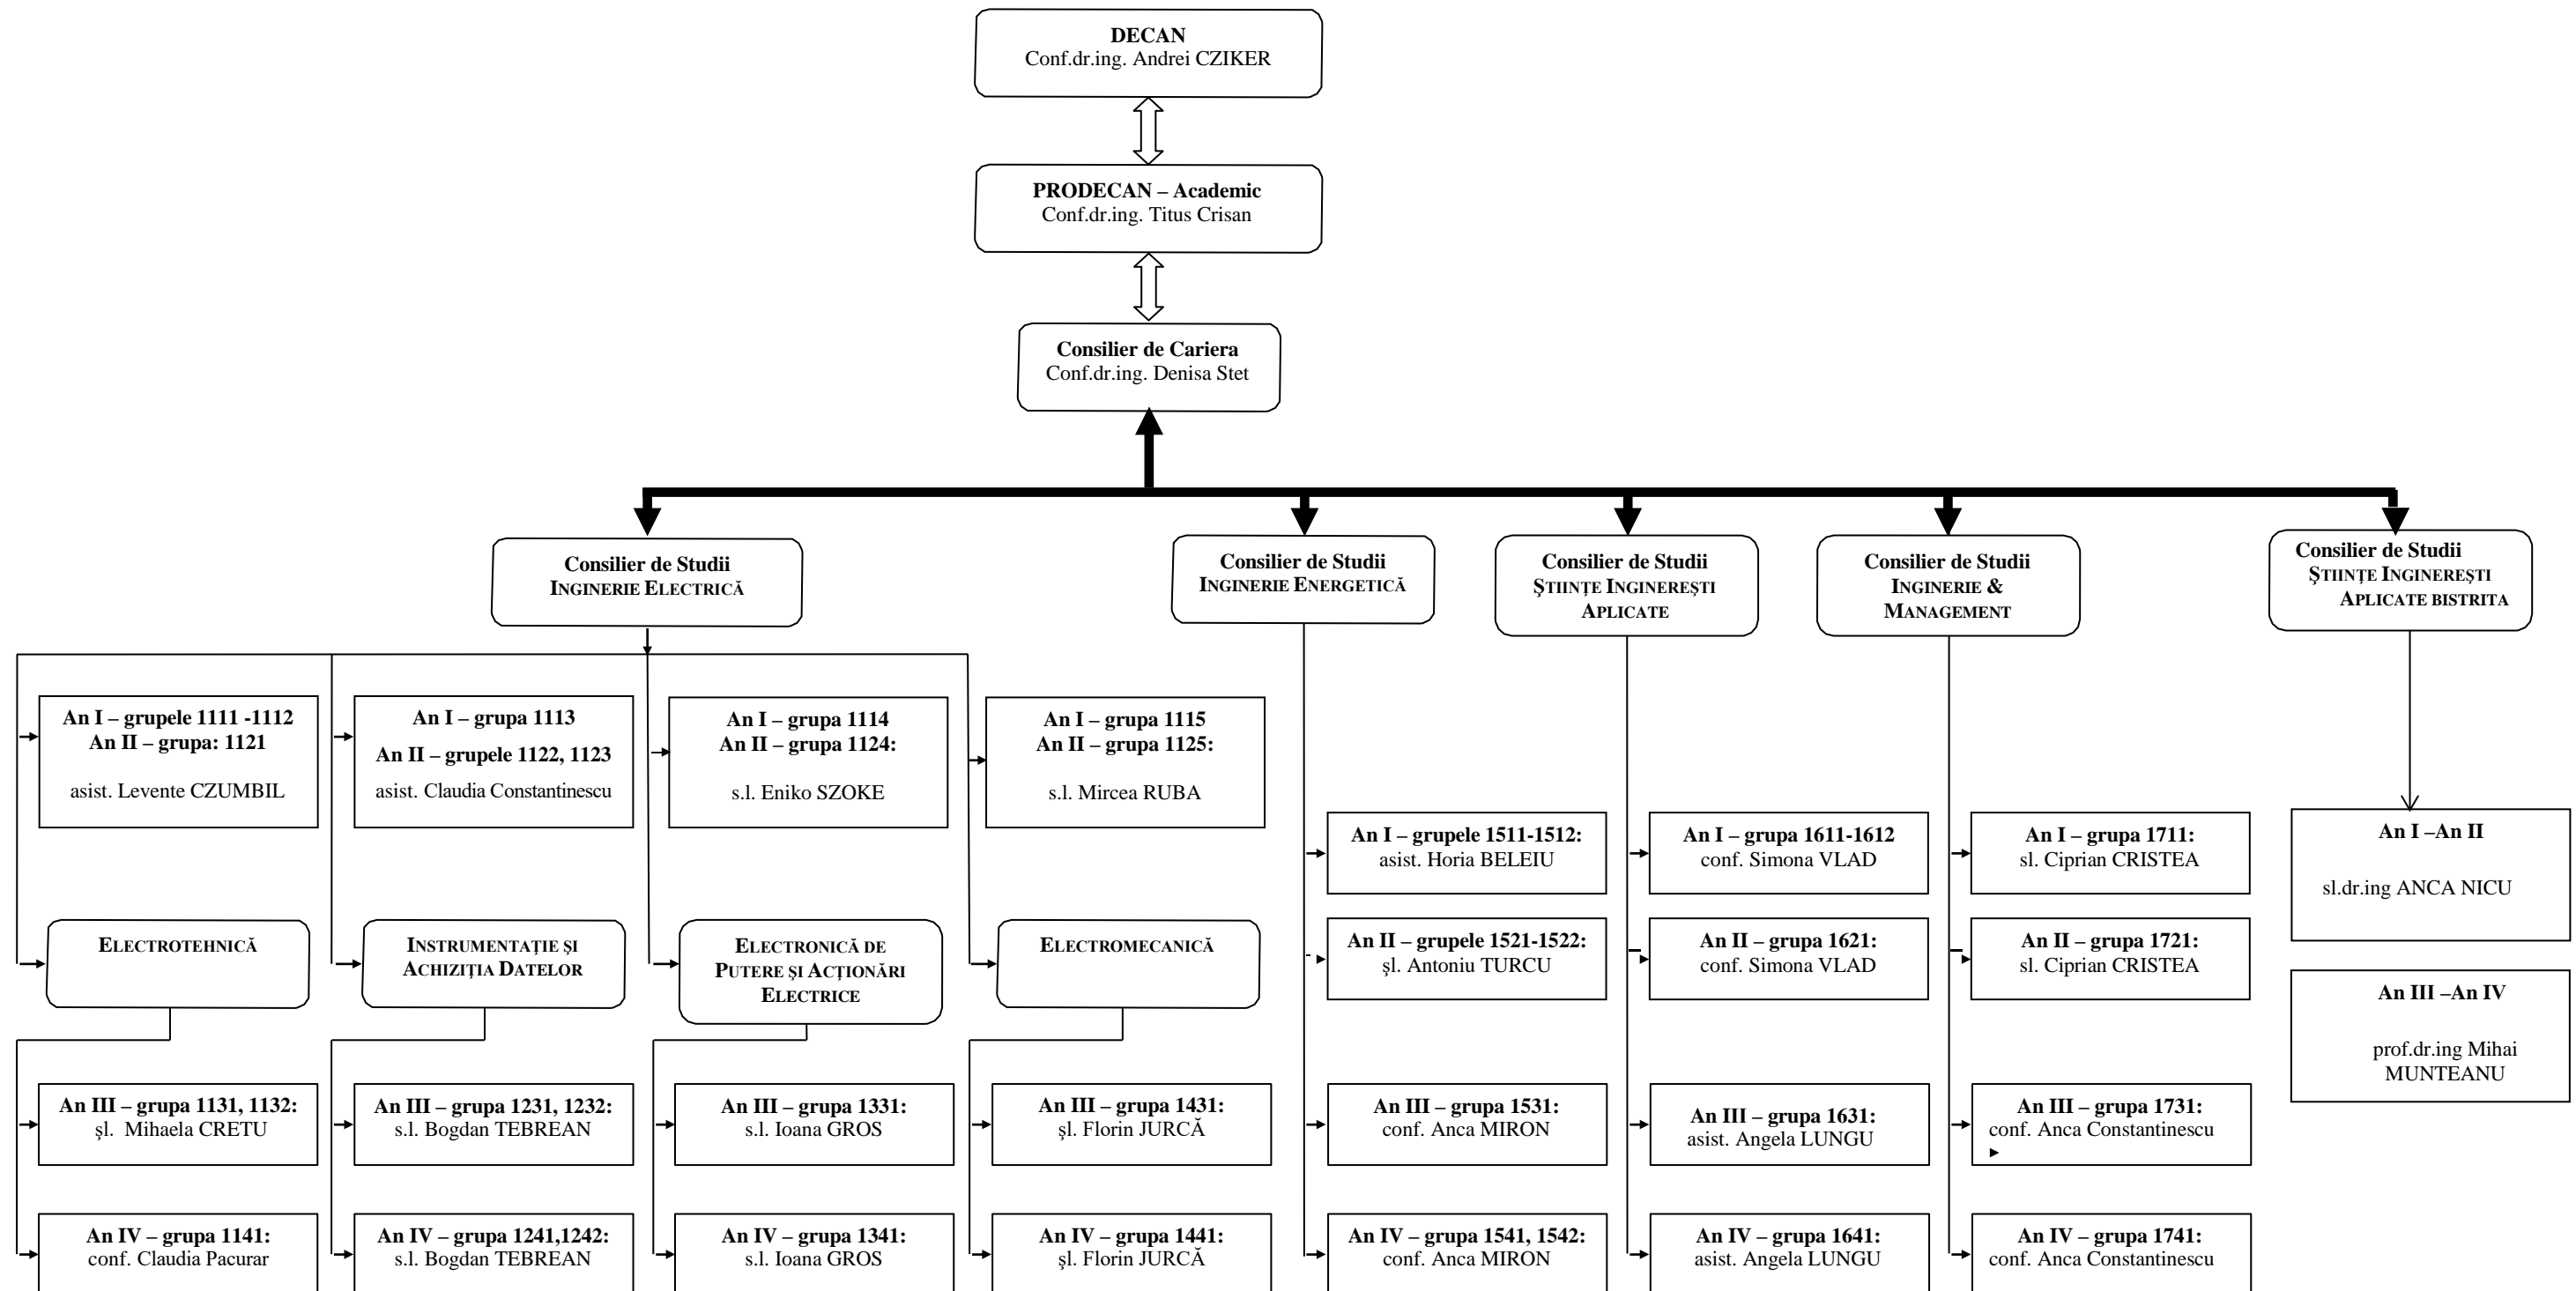 DECAN
Conf.dr.ing. Andrei CZIKER
PRODECAN – Academic
Conf.dr.ing. Titus Crisan
Consilier de Cariera
Conf.dr.ing. Denisa Stet
Consilier de Studii
INGINERIE ELECTRICĂ
Consilier de Studii
INGINERIE ENERGETICĂ
Consilier de Studii
ŞTIINŢE INGINEREŞTI
APLICATE
Consilier de Studii
INGINERIE &
MANAGEMENT
Consilier de Studii
ŞTIINŢE INGINEREŞTI
APLICATE BISTRITA
An I – grupele 1111 -1112
An II – grupa: 1121
asist. Levente CZUMBIL
An I – grupa 1113
An II – grupele 1122, 1123
asist. Claudia Constantinescu
An I – grupa 1114
An II – grupa 1124:
s.l. Eniko SZOKE
An I – grupa 1115
An II – grupa 1125:
s.l. Mircea RUBA
An I – grupele 1511-1512:
asist. Horia BELEIU
An I – grupa 1611-1612
conf. Simona VLAD
An I – grupa 1711:
sl. Ciprian CRISTEA
An I –An II
sl.dr.ing ANCA NICU
ELECTROTEHNICĂ
INSTRUMENTAŢIE ŞI
ACHIZIŢIA DATELOR
ELECTRONICĂ DE
PUTERE ŞI ACŢIONĂRI
ELECTRICE
ELECTROMECANICĂ
An II – grupele 1521-1522:
şl. Antoniu TURCU
An II – grupa 1621:
conf. Simona VLAD
An II – grupa 1721:
sl. Ciprian CRISTEA
An III –An IV
prof.dr.ing Mihai
MUNTEANU
An III – grupa 1131, 1132:
şl. Mihaela CRETU
An III – grupa 1231, 1232:
s.l. Bogdan TEBREAN
An III – grupa 1331:
s.l. Ioana GROS
An III – grupa 1431:
şl. Florin JURCĂ
An III – grupa 1531:
conf. Anca MIRON
An III – grupa 1631:
asist. Angela LUNGU
An III – grupa 1731:
conf. Anca Constantinescu
An IV – grupa 1141:
conf. Claudia Pacurar
An IV – grupa 1241,1242:
s.l. Bogdan TEBREAN
An IV – grupa 1341:
s.l. Ioana GROS
An IV – grupa 1441:
şl. Florin JURCĂ
An IV – grupa 1541, 1542:
conf. Anca MIRON
An IV – grupa 1641:
asist. Angela LUNGU
An IV – grupa 1741:
conf. Anca Constantinescu